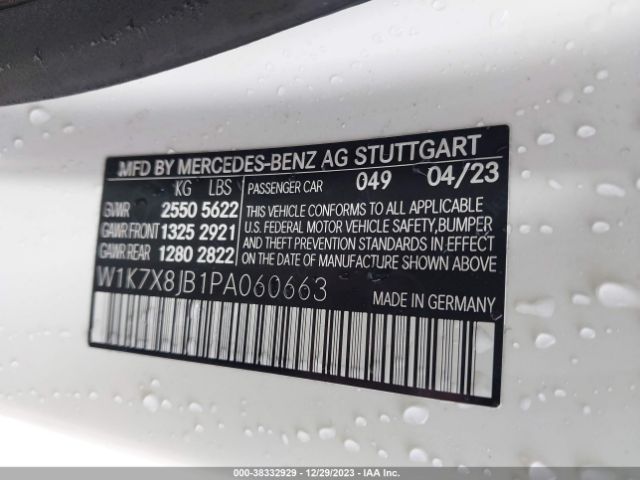 MFD BY MERCEDES-BENZ AG STUTTGART
KG LBS
GVWR 2550 5622
GAWR FRONT 1325 2921
GAWR REAR 1280 2822
PASSENGER CAR 049 04/23
THIS VEHICLE CONFORMS TO ALL APPLICABLE
U.S. FEDERAL MOTOR VEHICLE SAFETY,BUMPER
AND THEFT PREVENTION STANDARDS IN EFFECT
ON THE DATE OF MANUFACTURE SHOWN ABOVE.
W1K7X8JB1PA060663
MADE IN GERMANY
000-38332929 - 12/29/2023 - IAA Inc.